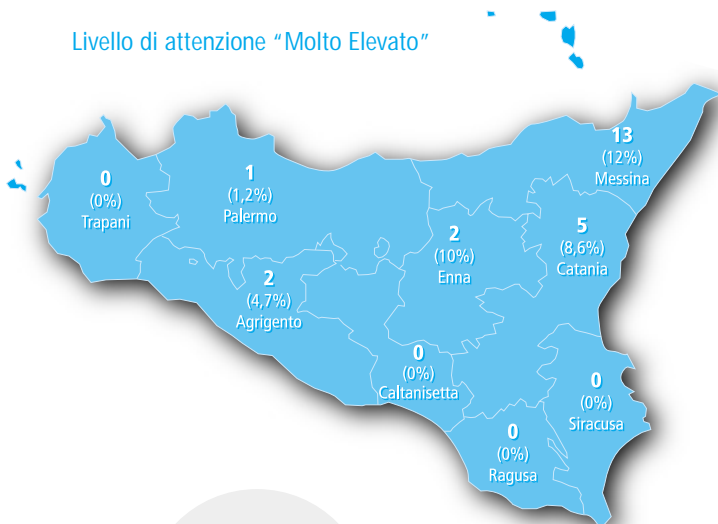 Livello di attenzione “Molto Elevato”
13
(12%)
Messina
0
(0%)
Trapani
1
(1,2%)
Palermo
5
(8,6%)
Catania
2
(10%)
Enna
2
(4,7%)
Agrigento
0
(0%)
Caltanisetta
0
(0%)
Siracusa
0
(0%)
Ragusa